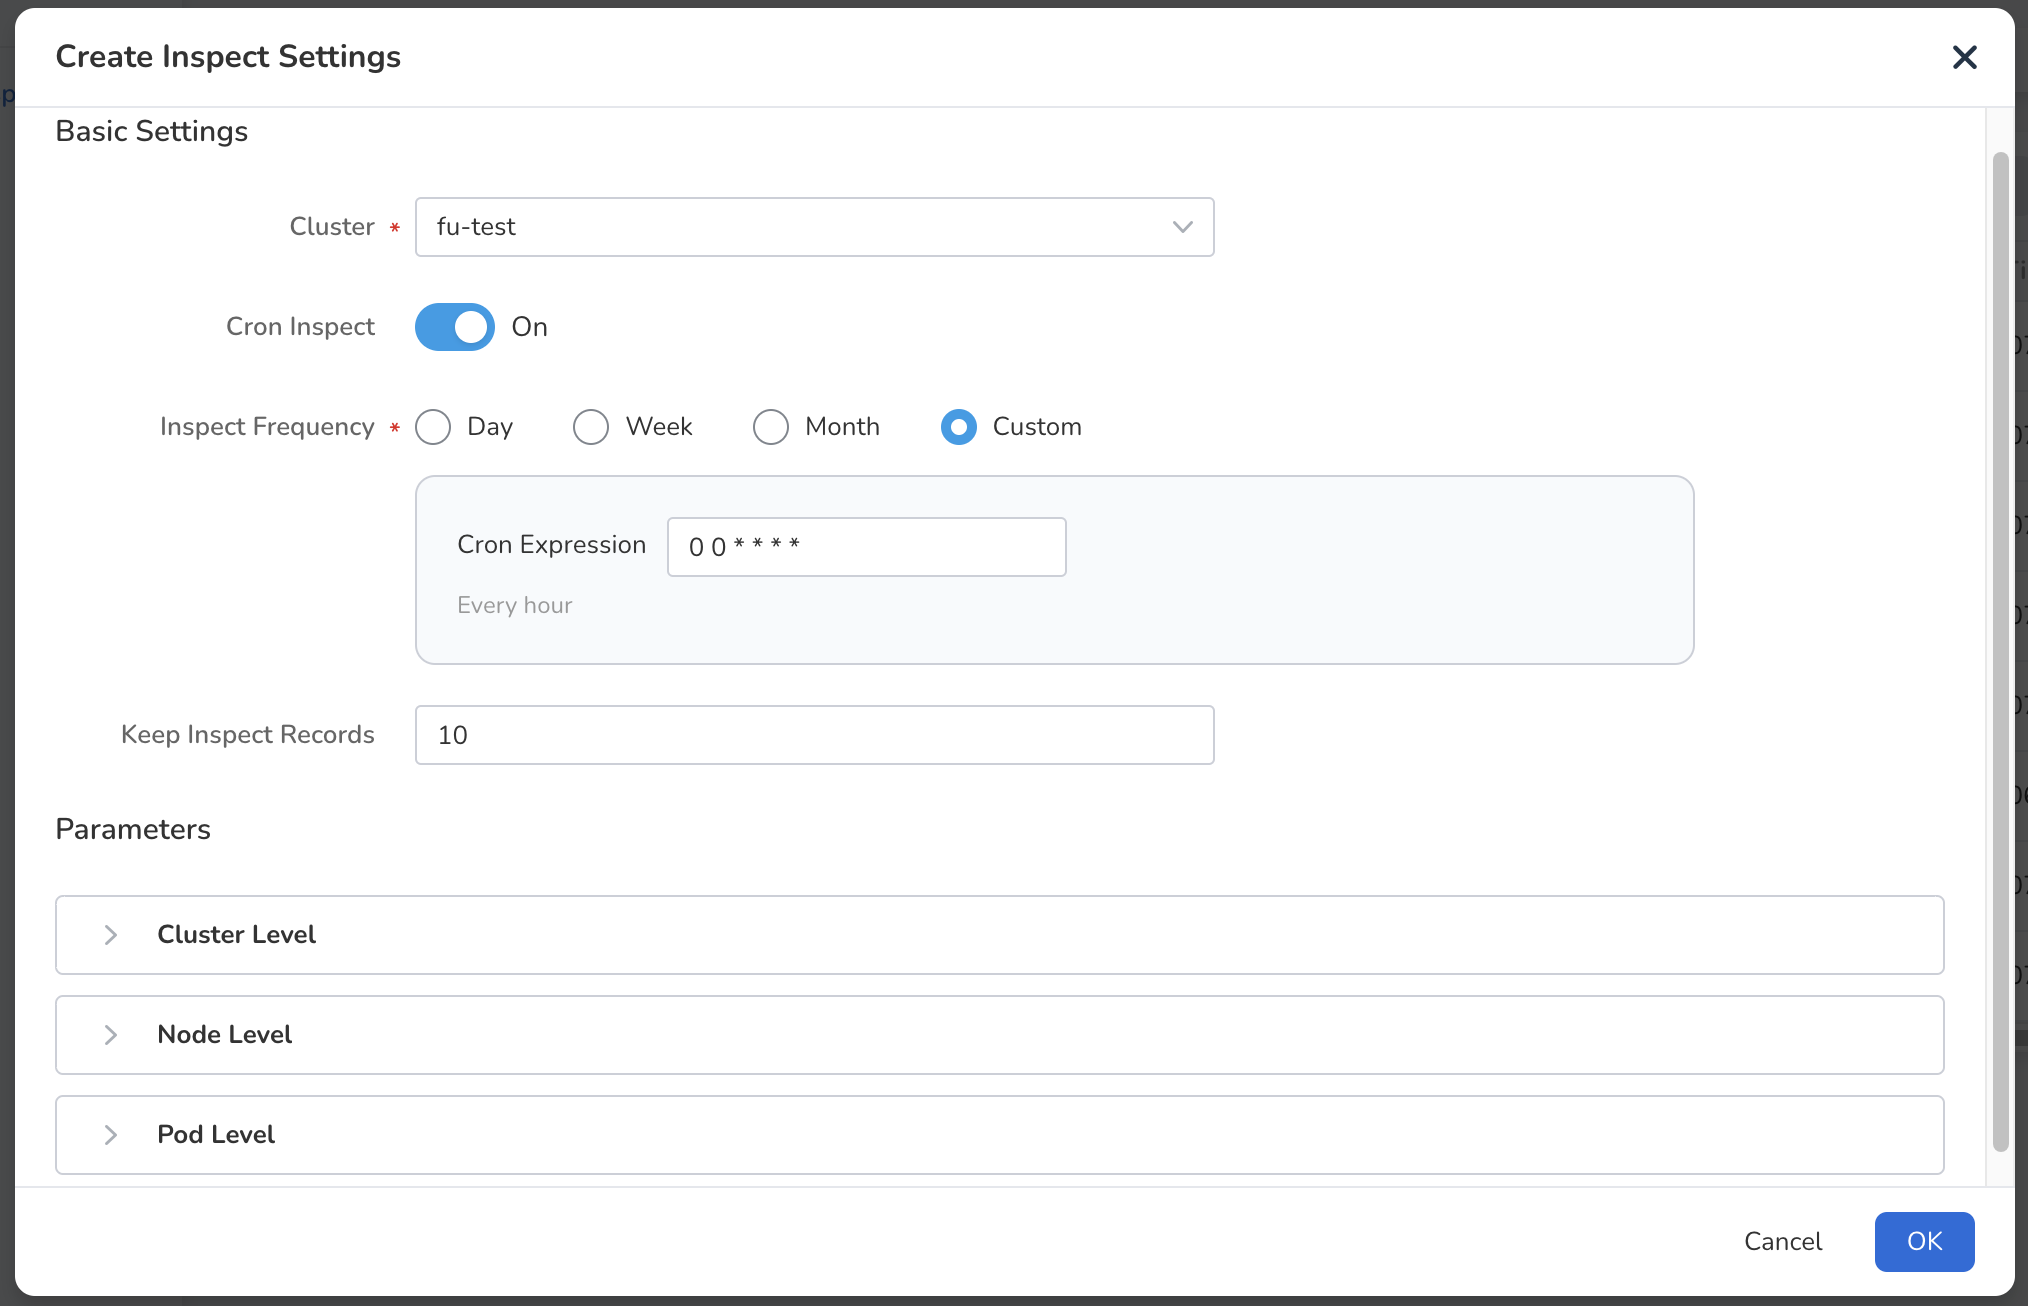 Create Inspect Settings
Basic Settings
Cluster *
fu-test
Cron Inspect
On
Inspect Frequency *
Day
Week
Month
Custom
Cron Expression
0 0 * * * *
Every hour
Keep Inspect Records
10
Parameters
Cluster Level
Node Level
Pod Level
Cancel
OK